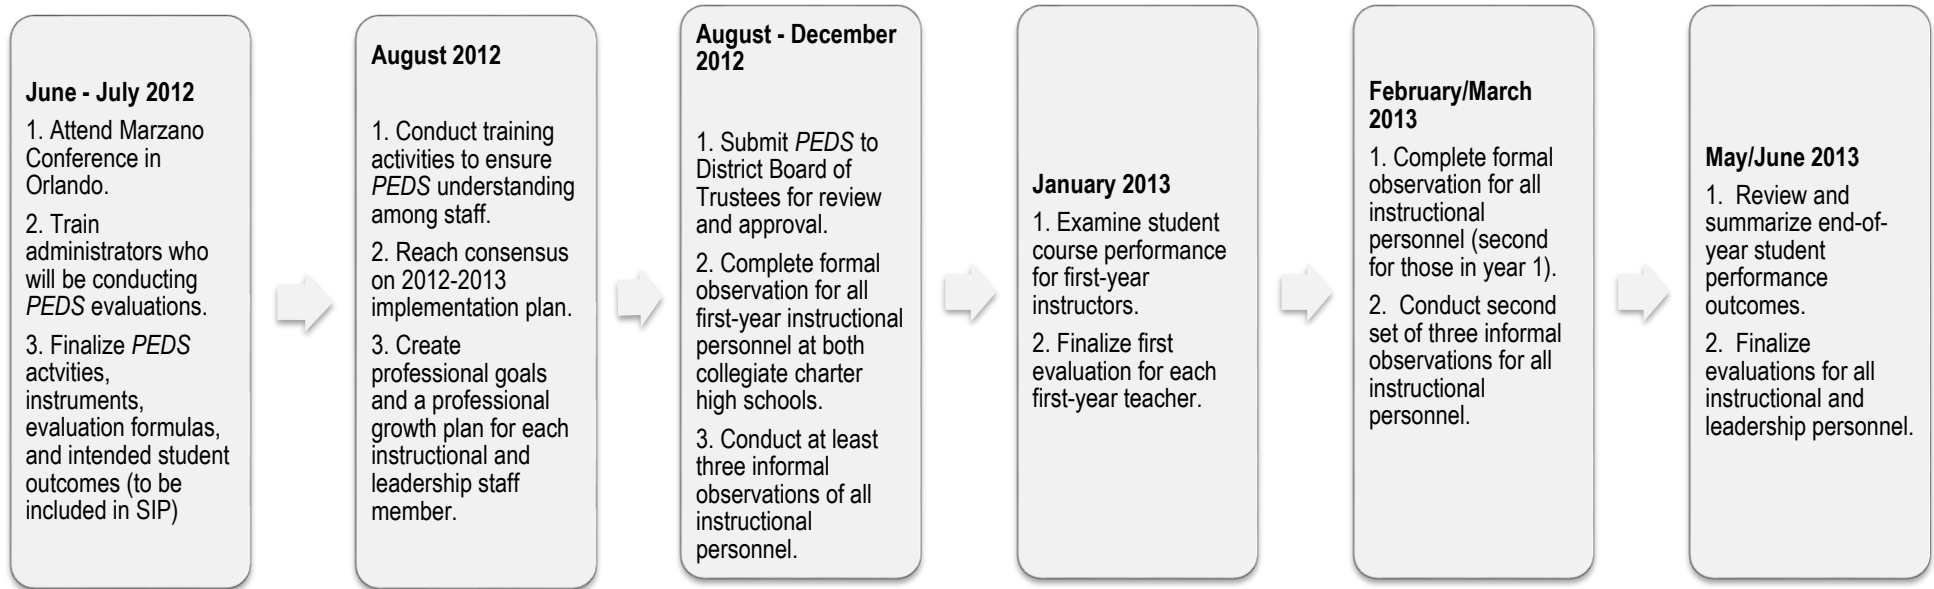 June - July 2012
1. Attend Marzano
Conference in
Orlando.
2. Train
administrators who
will be conducting
PEDS evaluations.
3. Finalize PEDS
actvities,
instruments,
evaluation formulas,
and intended student
outcomes (to be
included in SIP)
August 2012
1. Conduct training
activities to ensure
PEDS understanding
among staff.
2. Reach consensus
on 2012-2013
implementation plan.
3. Create
professional goals
and a professional
growth plan for each
instructional and
leadership staff
member.
August - December
2012
1. Submit PEDS to
District Board of
Trustees for review
and approval.
2. Complete formal
observation for all
first-year instructional
personnel at both
collegiate charter
high schools.
3. Conduct at least
three informal
observations of all
instructional
personnel.
January 2013
1. Examine student
course performance
for first-year
instructors.
2. Finalize first
evaluation for each
first-year teacher.
February/March
2013
1. Complete formal
observation for all
instructional
personnel (second
for those in year 1).
2. Conduct second
set of three informal
observations for all
instructional
personnel.
May/June 2013
1. Review and
summarize end-of-
year student
performance
outcomes.
2. Finalize
evaluations for all
instructional and
leadership personnel.